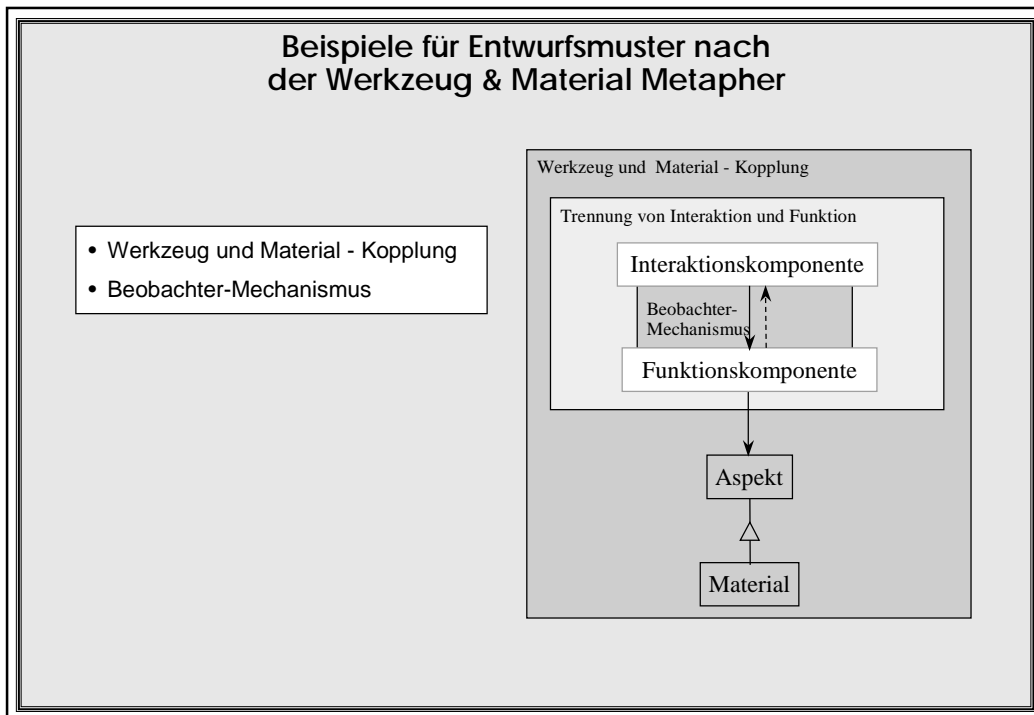 Beispiele für Entwurfsmuster nach
der Werkzeug & Material Metapher
• Werkzeug und Material - Kopplung
• Beobachter-Mechanismus
Werkzeug und Material - Kopplung
Trennung von Interaktion und Funktion
Interaktionskomponente
Beobachter-
Mechanismus
Funktionskomponente
Aspekt
Material